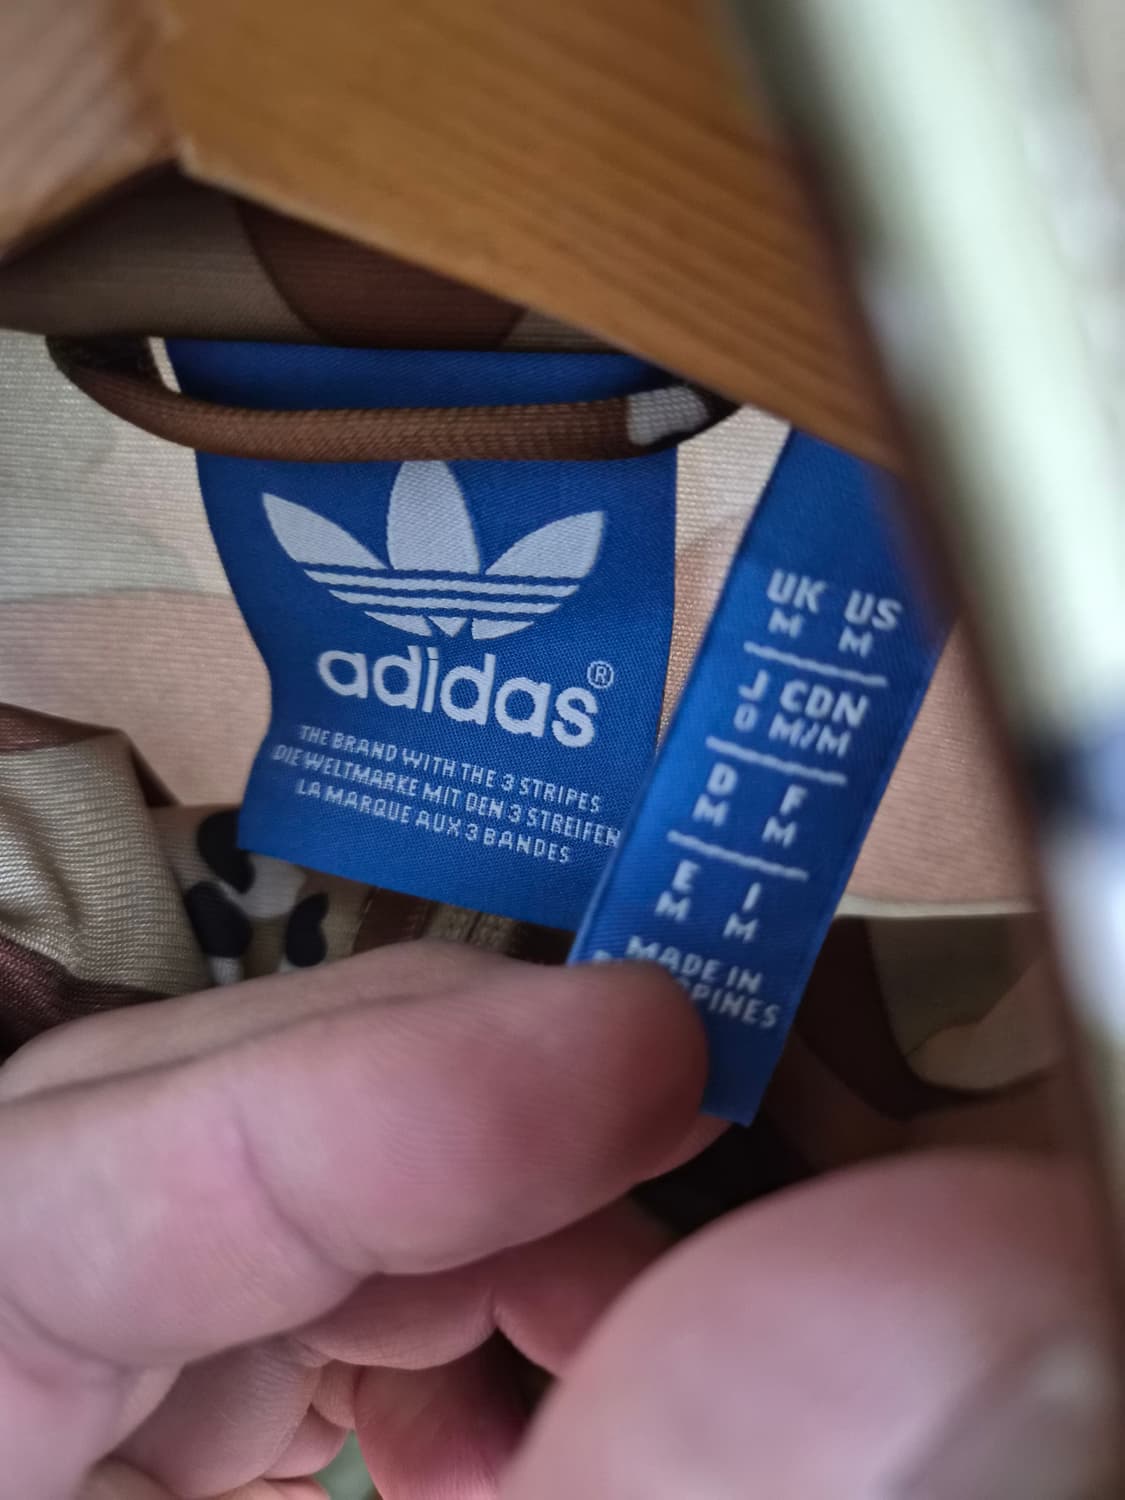 adidas®
THE BRAND WITH THE 3 STRIPES
DIE WELTMARKE MIT DEN 3 STREIFEN
LA MARQUE AUX 3 BANDES
UK US
M M
J CDN
O M/M
D F
M M
E I
M M
MADE IN